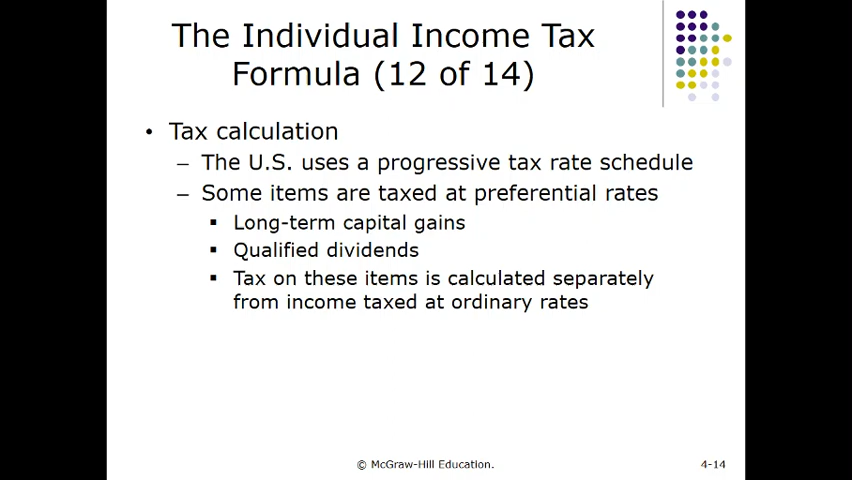 The Individual Income Tax
Formula (12 of 14)
• Tax calculation
– The U.S. uses a progressive tax rate schedule
– Some items are taxed at preferential rates
▪ Long-term capital gains
▪ Qualified dividends
▪ Tax on these items is calculated separately
from income taxed at ordinary rates
© McGraw-Hill Education.
4-14